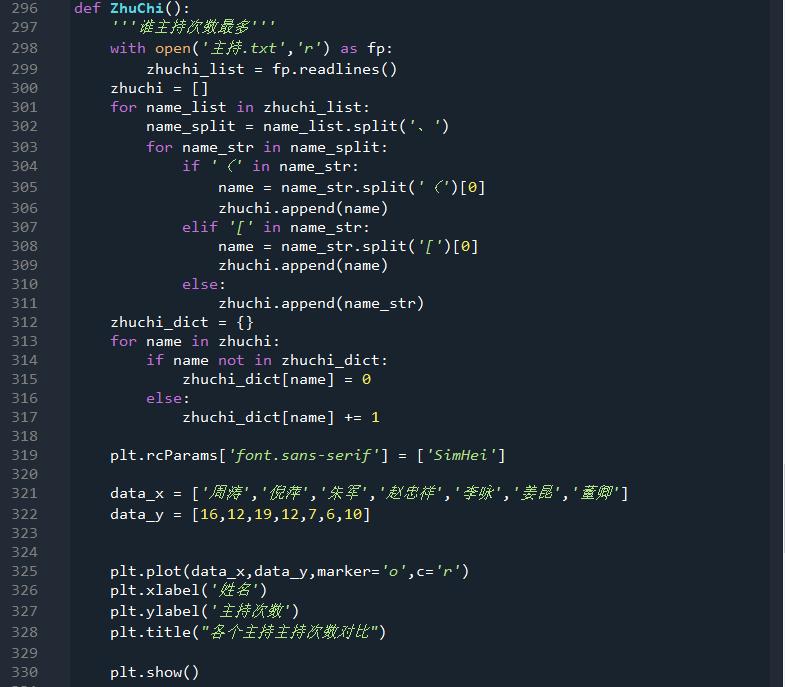 296 def ZhuChi():
297     '''谁主持次数最多'''
298     with open('主持.txt','r') as fp:
299         zhuchi_list = fp.readlines()
300     zhuchi = []
301     for name_list in zhuchi_list:
302         name_split = name_list.split('、')
303         for name_str in name_split:
304             if '（' in name_str:
305                 name = name_str.split('（')[0]
306                 zhuchi.append(name)
307             elif '[' in name_str:
308                 name = name_str.split('[')[0]
309                 zhuchi.append(name)
310             else:
311                 zhuchi.append(name_str)
312     zhuchi_dict = {}
313     for name in zhuchi:
314         if name not in zhuchi_dict:
315             zhuchi_dict[name] = 0
316         else:
317             zhuchi_dict[name] += 1
318
319     plt.rcParams['font.sans-serif'] = ['SimHei']
320
321     data_x = ['周涛','倪萍','朱军','赵忠祥','李咏','姜昆','董卿']
322     data_y = [16,12,19,12,7,6,10]
323
324
325     plt.plot(data_x,data_y,marker='o',c='r')
326     plt.xlabel('姓名')
327     plt.ylabel('主持次数')
328     plt.title("各个主持主持次数对比")
329
330     plt.show()